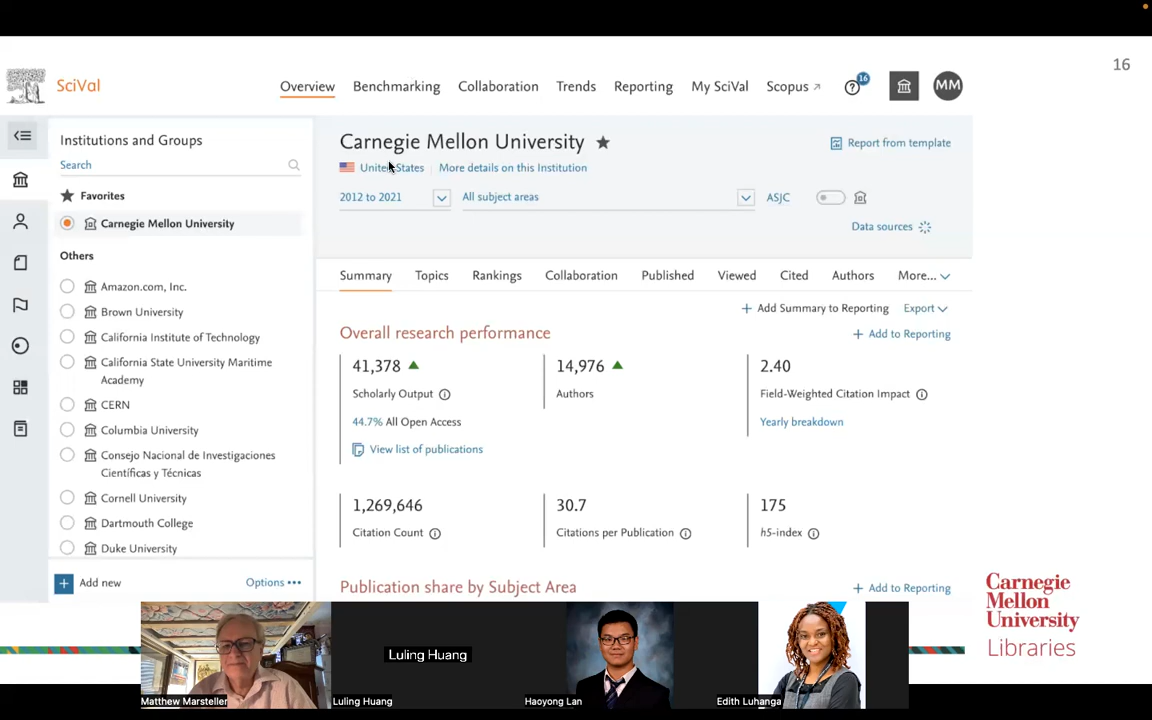 16
SciVal
Overview Benchmarking Collaboration Trends Reporting My SciVal Scopus ↗ 16 MM
Institutions and Groups
Search
Favorites
Carnegie Mellon University
Others
Amazon.com, Inc.
Brown University
California Institute of Technology
California State University Maritime
Academy
CERN
Columbia University
Consejo Nacional de Investigaciones
Científicas y Técnicas
Cornell University
Dartmouth College
Duke University
Add new Options •••
Carnegie Mellon University
Report from template
United States More details on this Institution
2012 to 2021 All subject areas ASJC
Data sources
Summary Topics Rankings Collaboration Published Viewed Cited Authors More...
+ Add Summary to Reporting Export
Overall research performance + Add to Reporting
41,378 14,976 2.40
Scholarly Output Authors Field-Weighted Citation Impact
44.7% All Open Access Yearly breakdown
View list of publications
1,269,646 30.7 175
Citation Count Citations per Publication h5-index
Publication share by Subject Area + Add to Reporting
Carnegie
Mellon
University
Libraries
Luling Huang
Matthew Marsteller Luling Huang Haoyong Lan Edith Luhanga